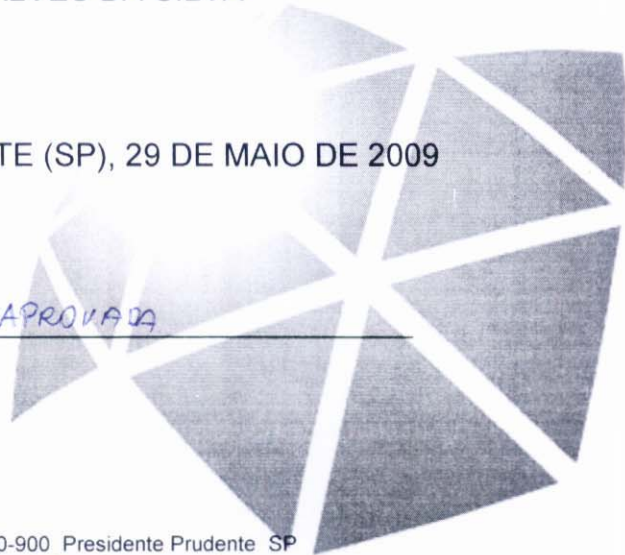 TE (SP), 29 DE MAIO DE 2009
APROVADA
0-900 Presidente Prudente SP